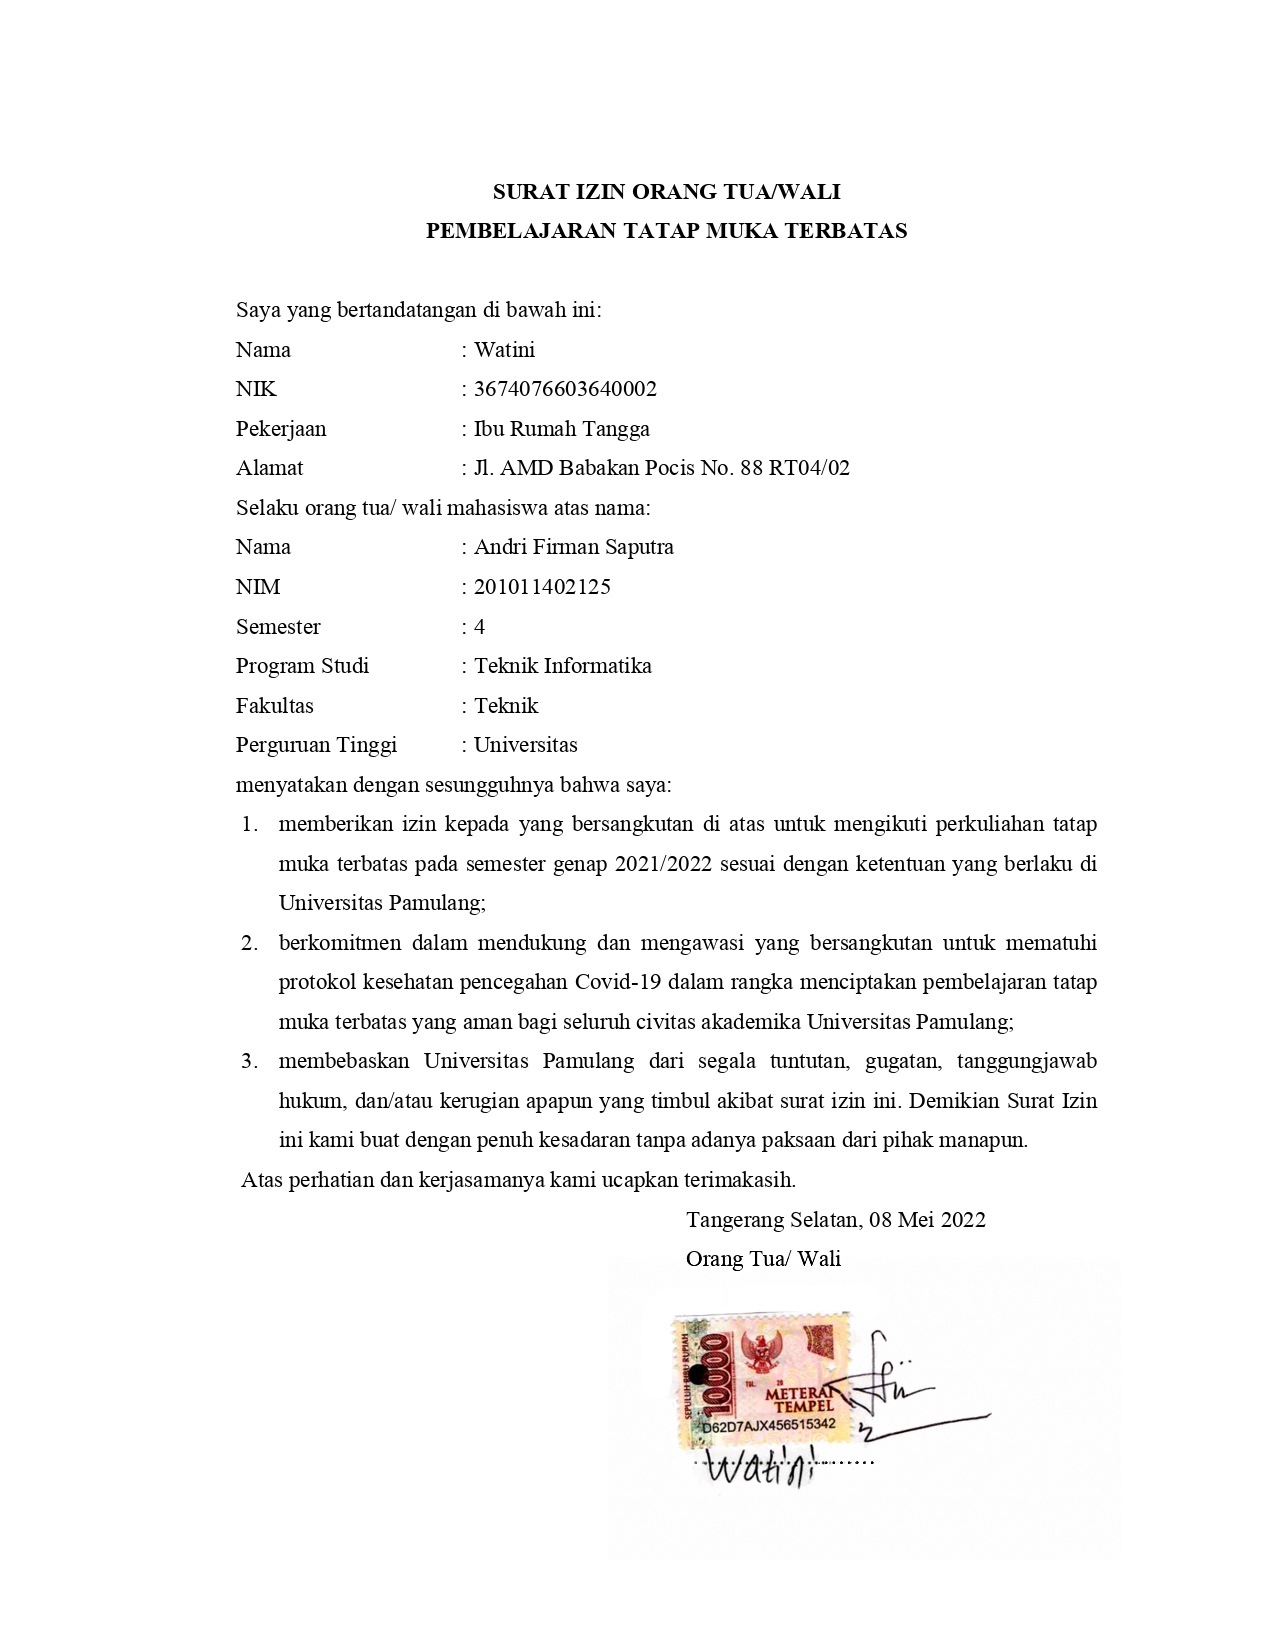 SURAT IZIN ORANG TUA/WALI
PEMBELAJARAN TATAP MUKA TERBATAS
Saya yang bertandatangan di bawah ini:
Nama : Watini
NIK : 3674076603640002
Pekerjaan : Ibu Rumah Tangga
Alamat : Jl. AMD Babakan Pocis No. 88 RT04/02
Selaku orang tua/ wali mahasiswa atas nama:
Nama : Andri Firman Saputra
NIM : 201011402125
Semester : 4
Program Studi : Teknik Informatika
Fakultas : Teknik
Perguruan Tinggi : Universitas
menyatakan dengan sesungguhnya bahwa saya:
1. memberikan izin kepada yang bersangkutan di atas untuk mengikuti perkuliahan tatap
muka terbatas pada semester genap 2021/2022 sesuai dengan ketentuan yang berlaku di
Universitas Pamulang;
2. berkomitmen dalam mendukung dan mengawasi yang bersangkutan untuk mematuhi
protokol kesehatan pencegahan Covid-19 dalam rangka menciptakan pembelajaran tatap
muka terbatas yang aman bagi seluruh civitas akademika Universitas Pamulang;
3. membebaskan Universitas Pamulang dari segala tuntutan, gugatan, tanggungjawab
hukum, dan/atau kerugian apapun yang timbul akibat surat izin ini. Demikian Surat Izin
ini kami buat dengan penuh kesadaran tanpa adanya paksaan dari pihak manapun.
Atas perhatian dan kerjasamanya kami ucapkan terimakasih.
Tangerang Selatan, 08 Mei 2022
Orang Tua/ Wali
SEPULUH RIBU RUPIAH
10000
TGL. 20
METERAI
TEMPEL
D62D7AJX456515342
Watini